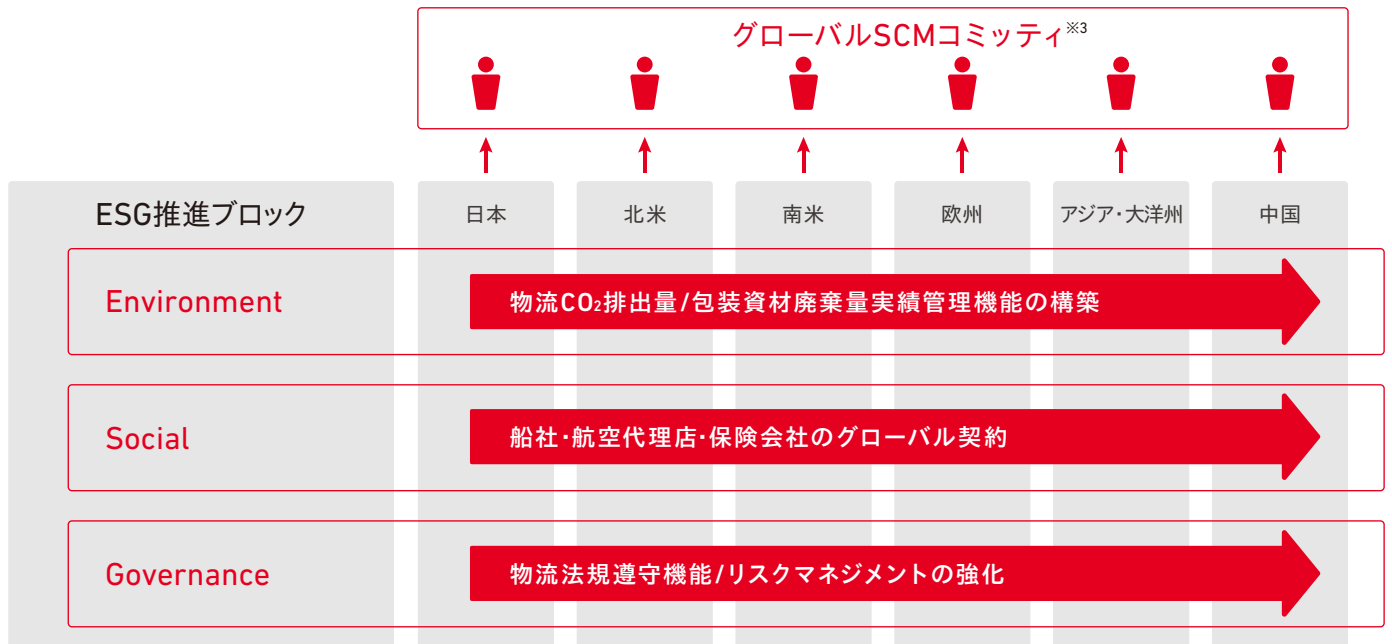 グローバルSCMコミッティ※3
ESG推進ブロック
日本
北米
南米
欧州
アジア・大洋州
中国
Environment
物流CO₂排出量/包装資材廃棄量実績管理機能の構築
Social
船社・航空代理店・保険会社のグローバル契約
Governance
物流法規遵守機能/リスクマネジメントの強化